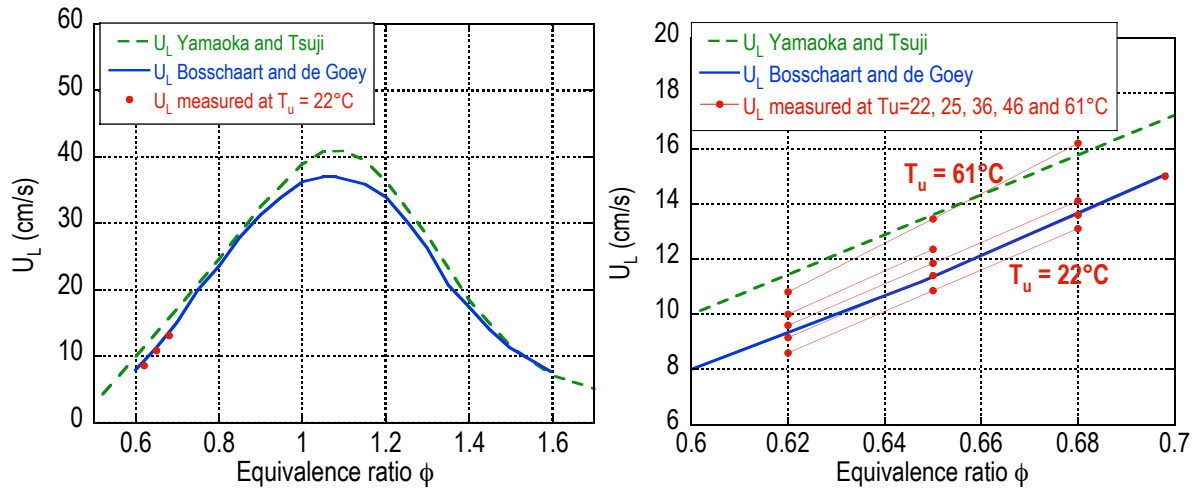 60
50
40
30
20
10
0
U_L (cm/s)
U_L Yamaoka and Tsuji
U_L Bosschaart and de Goey
U_L measured at T_u = 22°C
0.6 0.8 1 1.2 1.4 1.6
Equivalence ratio ϕ
20
18
16
14
12
10
8
6
U_L (cm/s)
U_L Yamaoka and Tsuji
U_L Bosschaart and de Goey
U_L measured at Tu=22, 25, 36, 46 and 61°C
T_u = 61°C
T_u = 22°C
0.6 0.62 0.64 0.66 0.68 0.7
Equivalence ratio ϕ